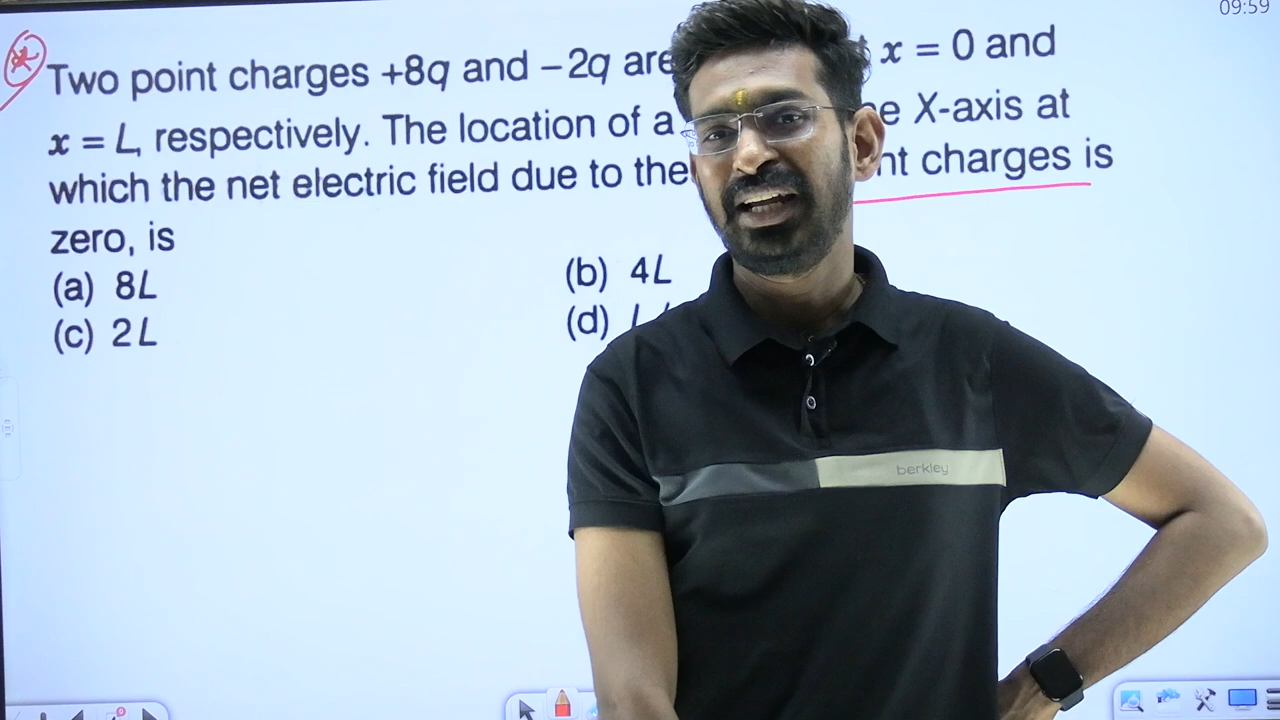 09:59
Two point charges +8q and −2q are x = 0 and
x = L, respectively. The location of a X-axis at
which the net electric field due to the charges is
zero, is
(a) 8L (b) 4L
(c) 2L (d)
berkley